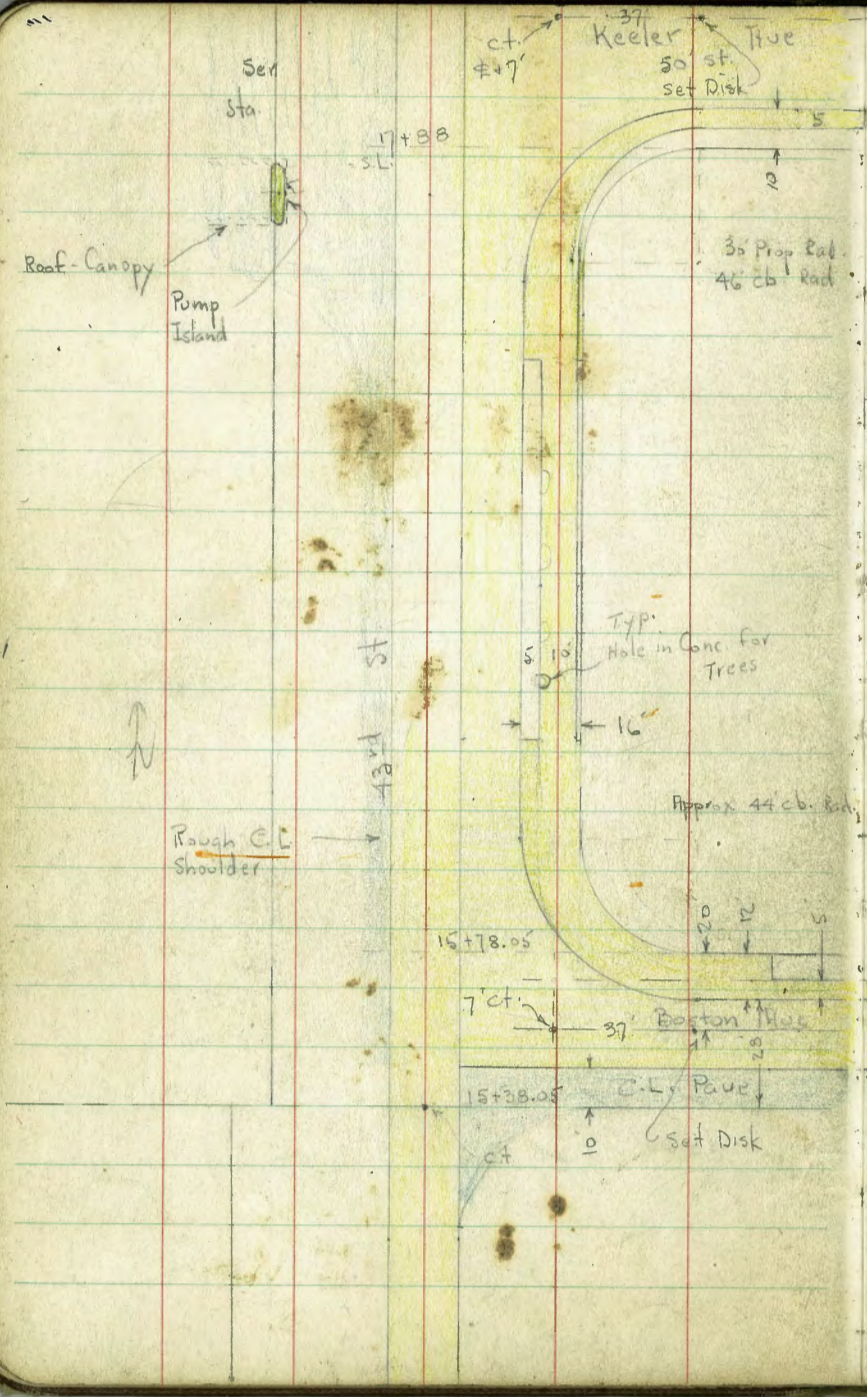 37'
ct.
Keeler
¢+7'
50' st.
Set Disk
Ser
Sta.
5
17+88
S.L.
10
Roof-Canopy
30' Prop Rad.
46' cb. Rad
Pump
Island
Typ.
Hole in Conc for
Trees
5' 10'
16'
43rd St
N
Approx 44' cb. Rad.
Rough C.L
Shoulder
20'
12'
5
15+78.05
7' ct.
37'
Boston Ave
28
15+38.05
C.L. Pave
10
Set Disk
ct